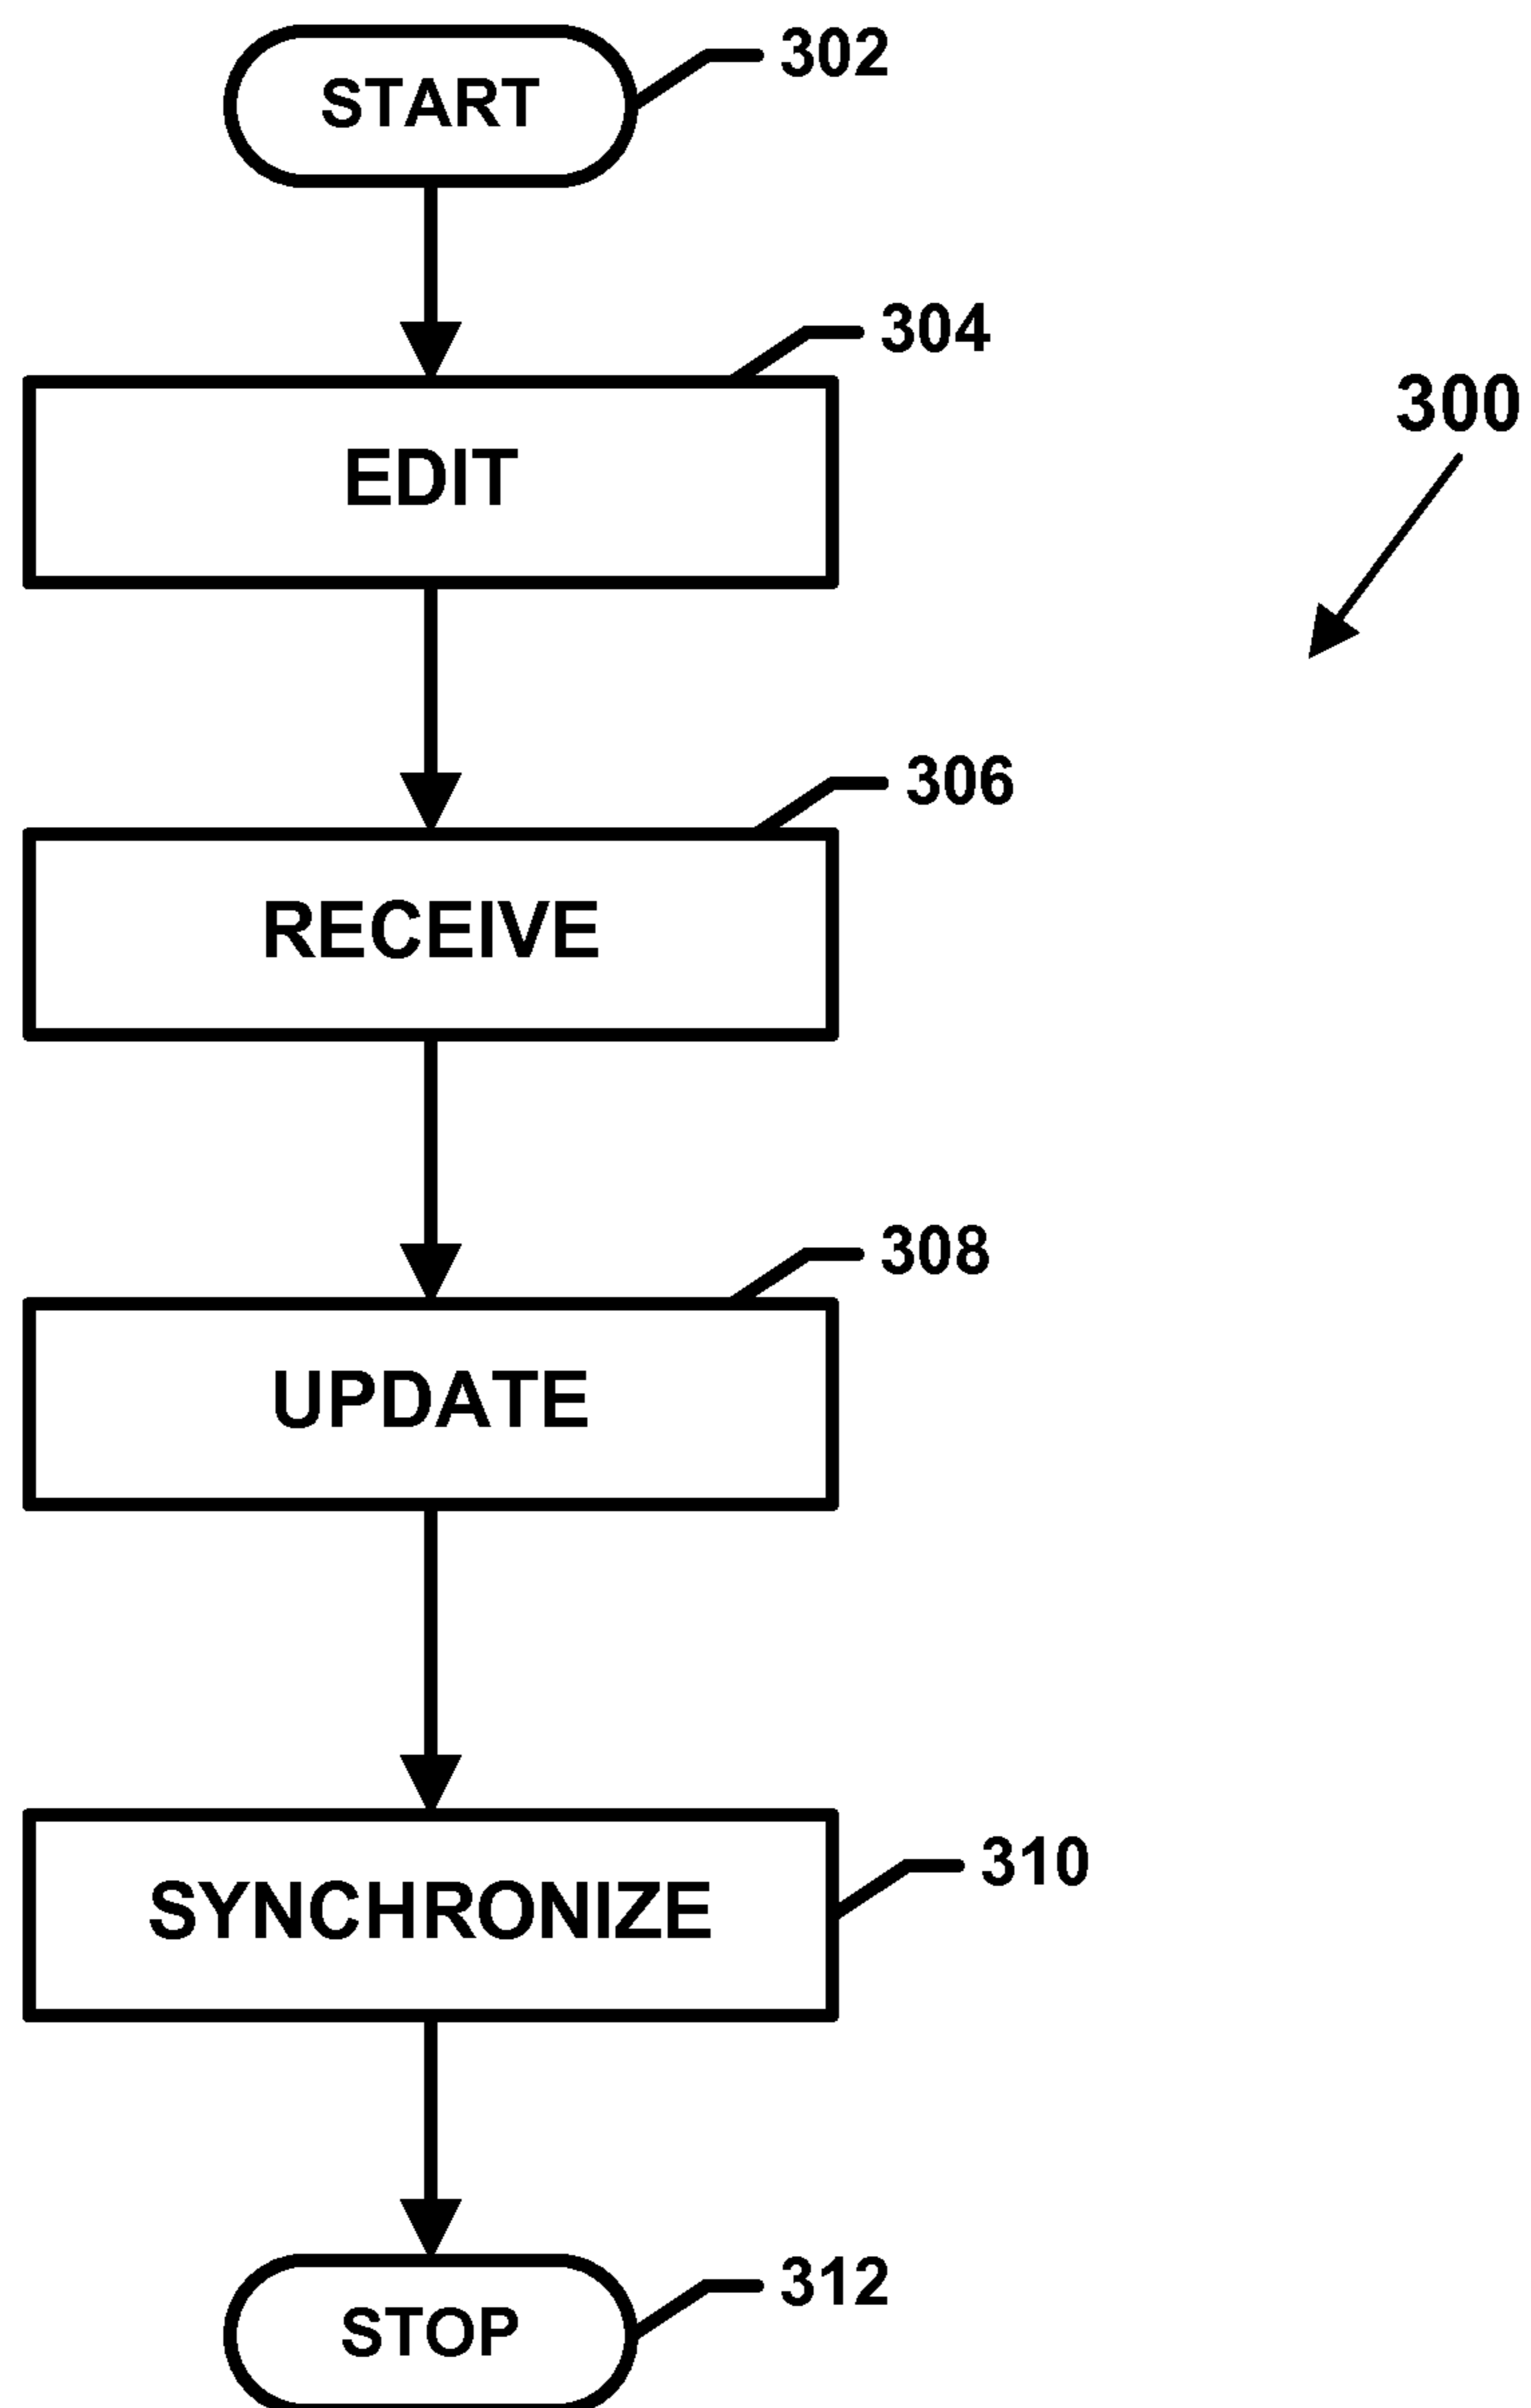 START
302
304
EDIT
300
306
RECEIVE
308
UPDATE
310
SYNCHRONIZE
312
STOP